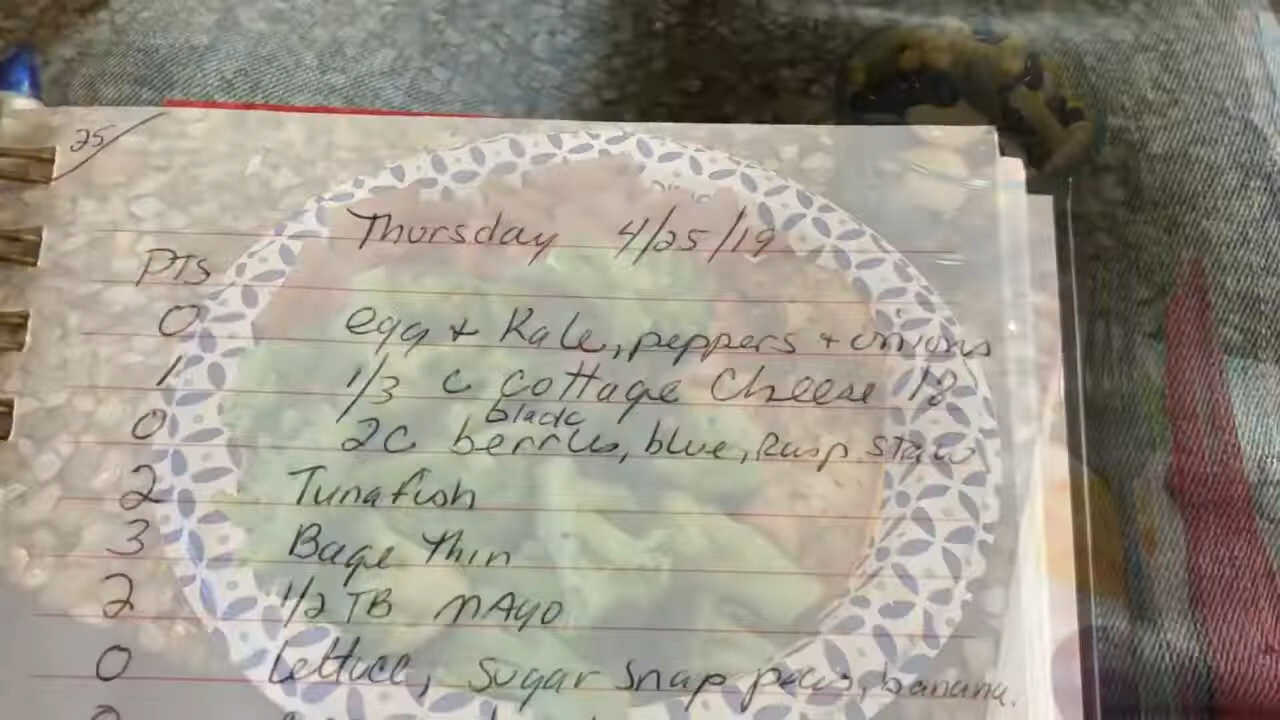 25
Thursday 4/25/19
PTS
0 egg + Kale, peppers + onions
1 1/3 c cottage cheese 18
black
0 2C berries, blue, Rasp straw
2 Tunafish
3 Bage Thin
2 1/2 TB MAYO
0 Lettuce, Sugar Snap peas, banana.